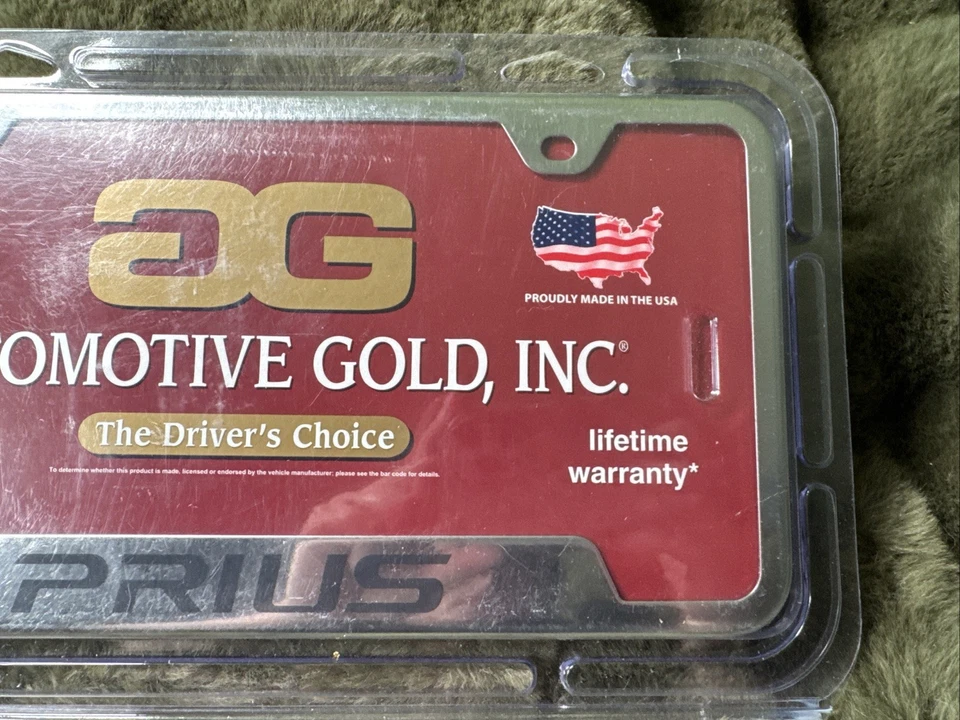 aG
PROUDLY MADE IN THE USA
OMOTIVE GOLD, INC.®
The Driver's Choice
lifetime
warranty*
To determine whether this product is made, licensed or endorsed by the vehicle manufacturer; please see the bar code for details.
PRIUS